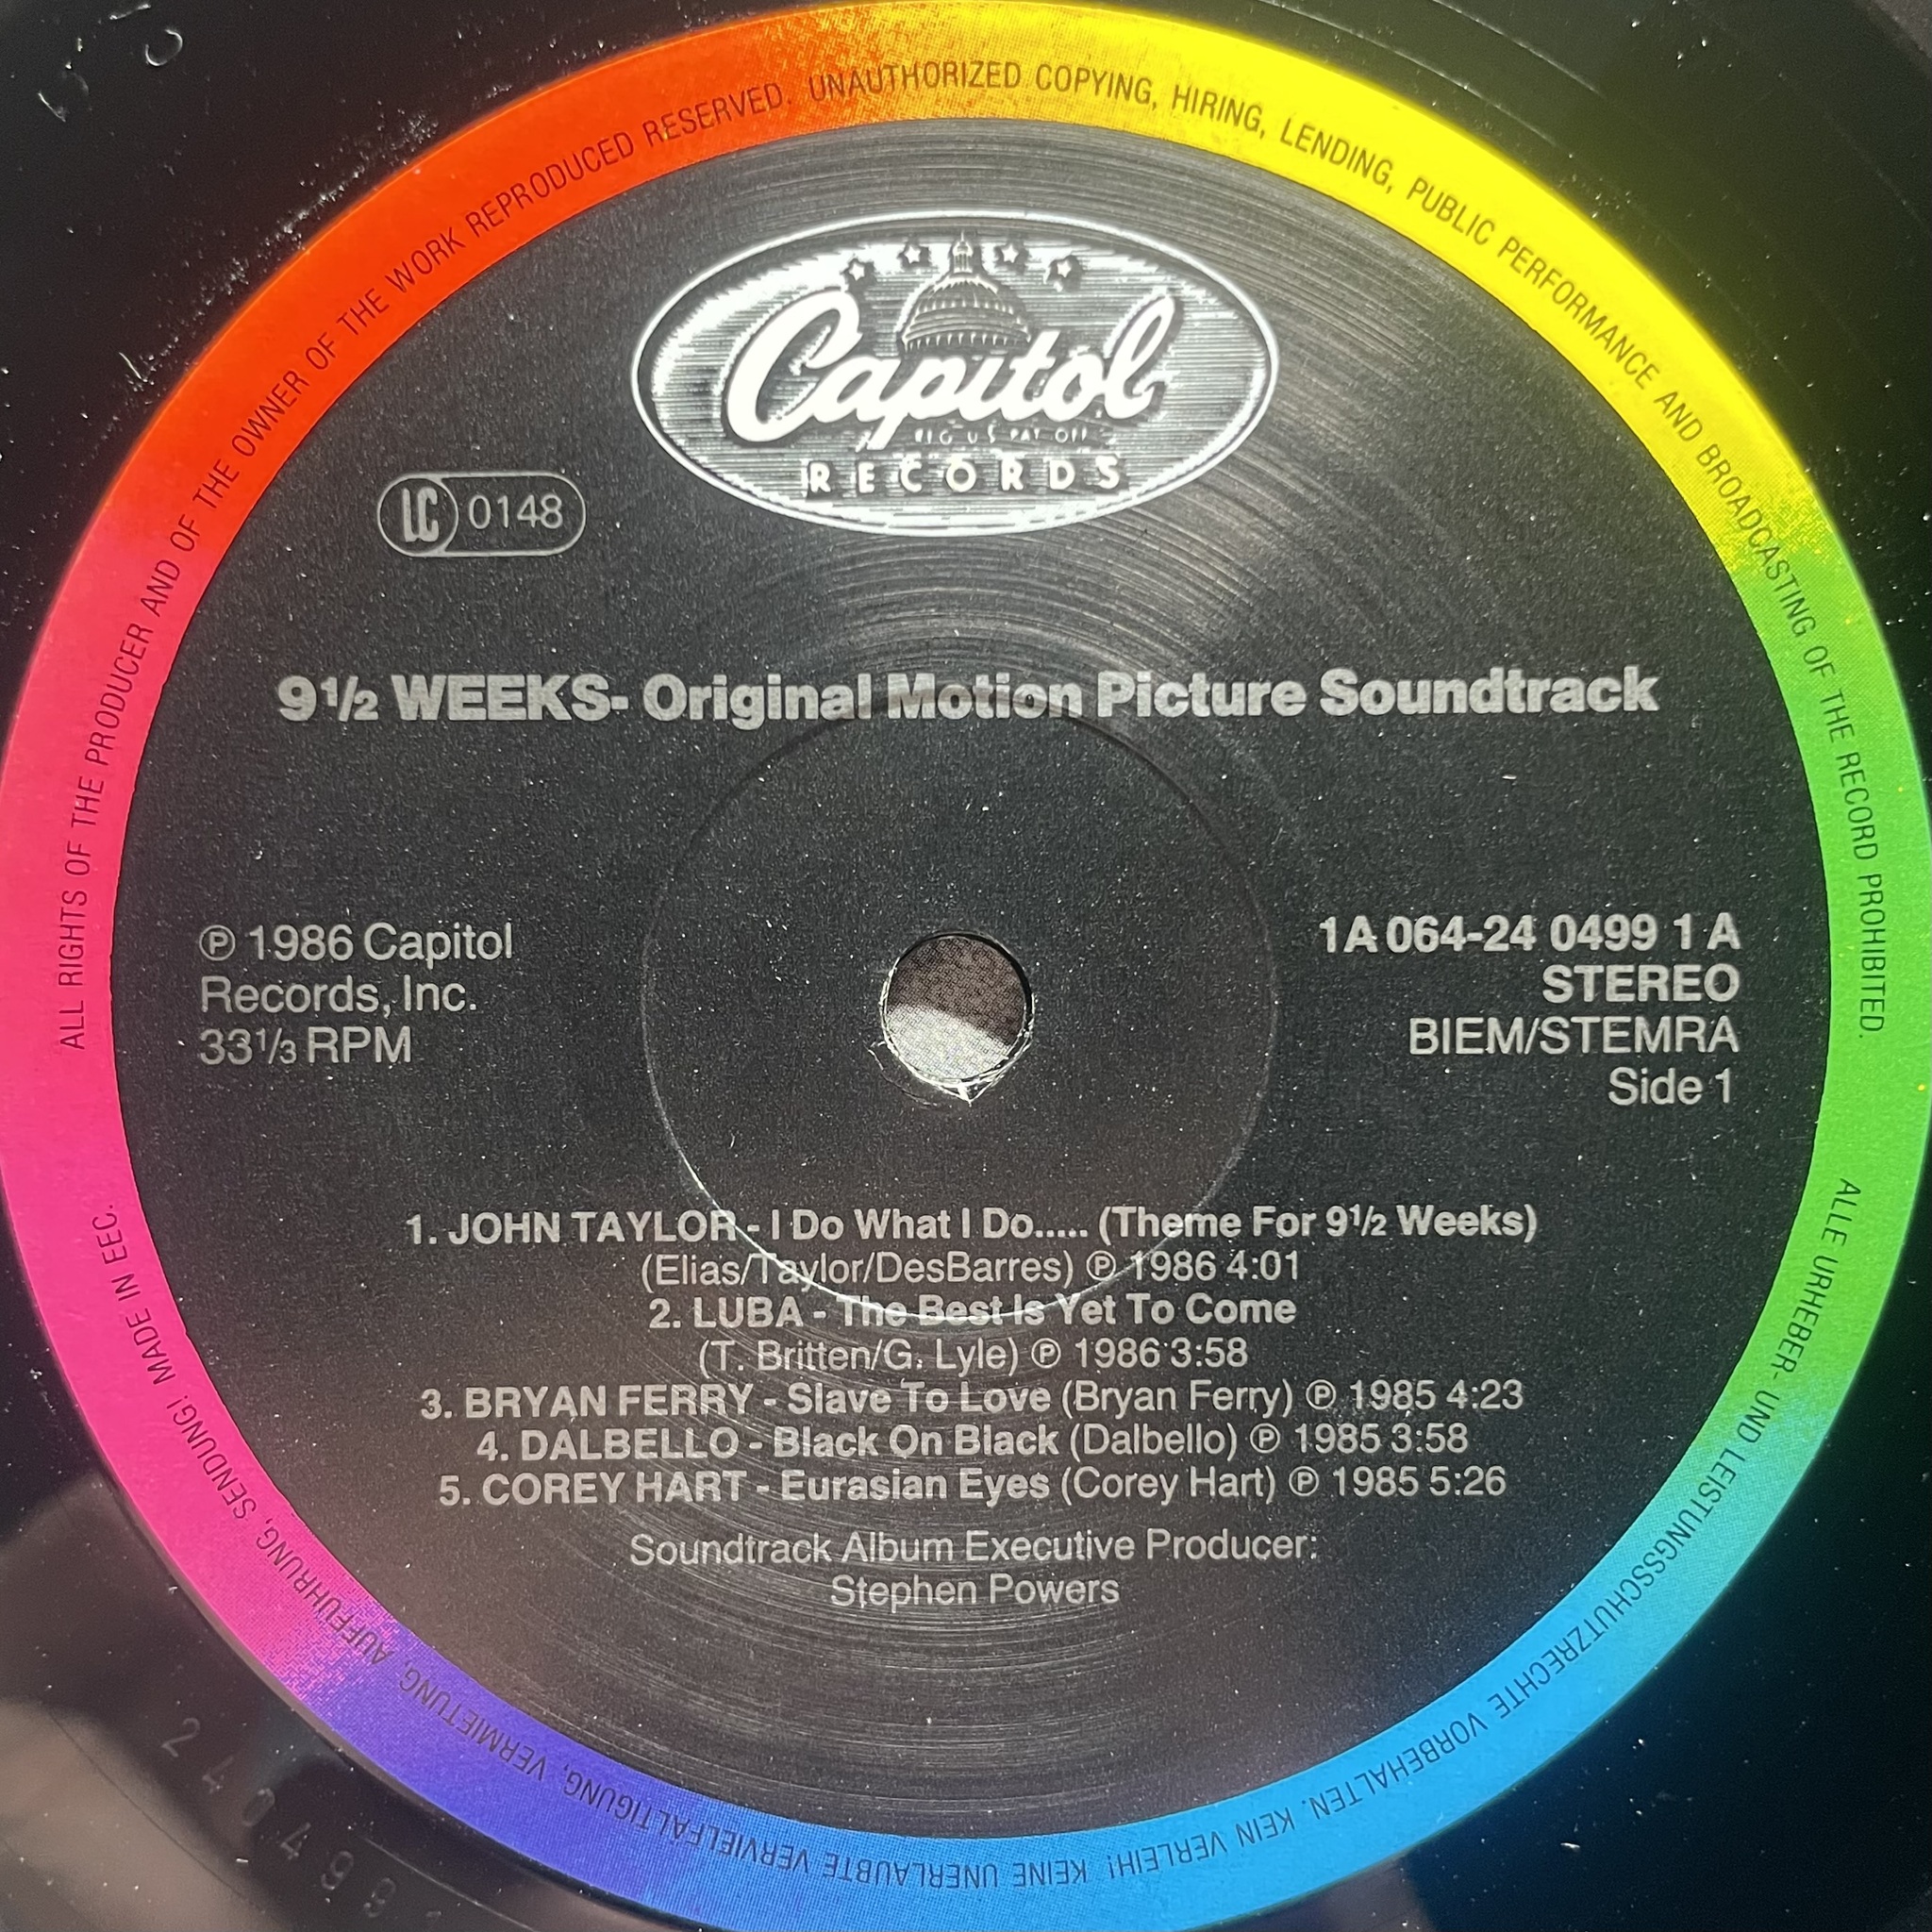 ALL RIGHTS OF THE PRODUCER AND OF THE OWNER OF THE WORK REPRODUCED RESERVED. UNAUTHORIZED COPYING, HIRING, LENDING, PUBLIC PERFORMANCE AND BROADCASTING OF THE RECORD PROHIBITED.
Capitol
REG US PAT OFF
RECORDS
LC 0148
9½ WEEKS- Original Motion Picture Soundtrack
℗ 1986 Capitol
Records, Inc.
33⅓ RPM
1A 064-24 0499 1 A
STEREO
BIEM/STEMRA
Side 1
1. JOHN TAYLOR - I Do What I Do..... (Theme For 9½ Weeks)
(Elias/Taylor/DesBarres) ℗ 1986 4:01
2. LUBA - The Best Is Yet To Come
(T. Britten/G. Lyle) ℗ 1986 3:58
3. BRYAN FERRY - Slave To Love (Bryan Ferry) ℗ 1985 4:23
4. DALBELLO - Black On Black (Dalbello) ℗ 1985 3:58
5. COREY HART - Eurasian Eyes (Corey Hart) ℗ 1985 5:26
Soundtrack Album Executive Producer:
Stephen Powers
ALLE URHEBER- UND LEISTUNGSSCHUTZRECHTE VORBEHALTEN. KEIN VERLEIH! KEINE UNERLAUBTE VERVIELFÄLTIGUNG, VERMIETUNG, AUFFÜHRUNG, SENDUNG! MADE IN EEC.
240499